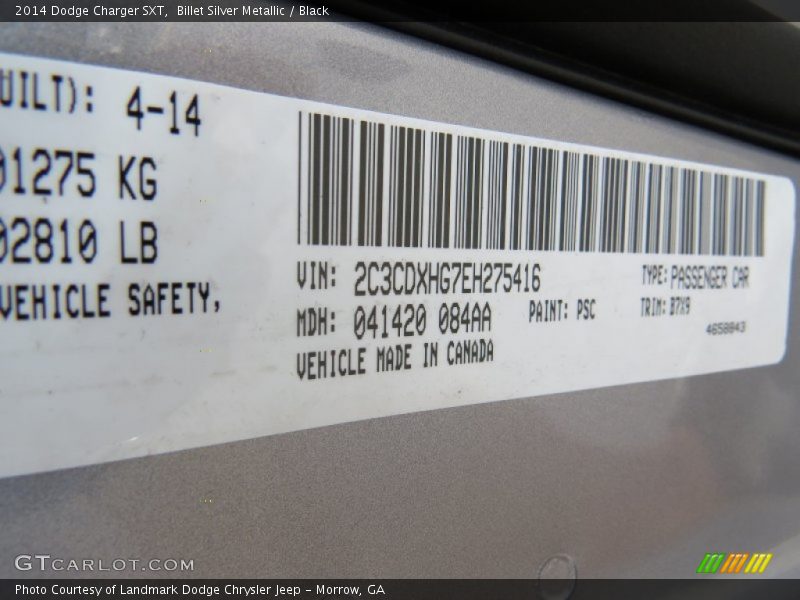 2014 Dodge Charger SXT, Billet Silver Metallic / Black
UILT): 4-14
01275 KG
02810 LB
VEHICLE SAFETY,
VIN: 2C3CDXHG7EH275416
TYPE: PASSENGER CAR
MDH: 041420 084AA
PAINT: PSC
TRIM: B7X9
VEHICLE MADE IN CANADA
4658843
GTCARLOT.COM
Photo Courtesy of Landmark Dodge Chrysler Jeep - Morrow, GA